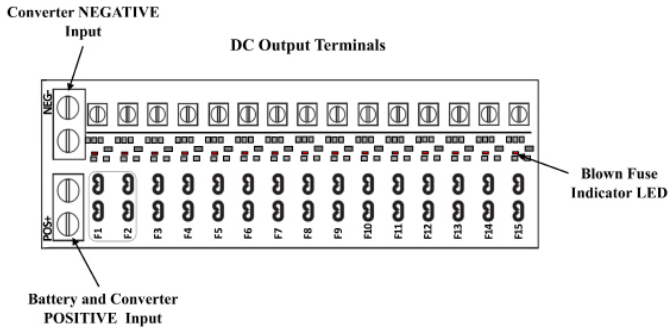 Converter NEGATIVE
Input
DC Output Terminals
NEG-
Blown Fuse
Indicator LED
POS+
F1
F2
F3
F4
F5
F6
F7
F8
F9
F10
F11
F12
F13
F14
F15
Battery and Converter
POSITIVE Input